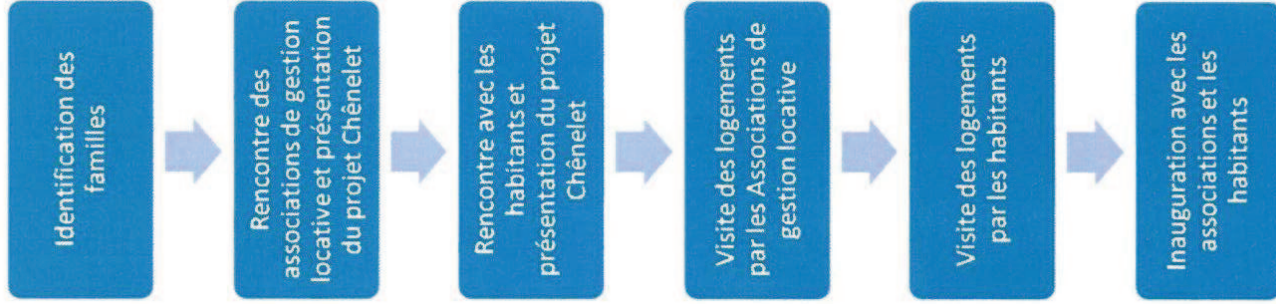 Identification des
familles
Rencontre des
associations de gestion
locative et présentation
du projet Chênelet
Rencontre avec les
habitants et
présentation du projet
Chênelet
Visite des logements
par les Associations de
gestion locative
Visite des logements
par les habitants
Inauguration avec les
associations et les
habitants